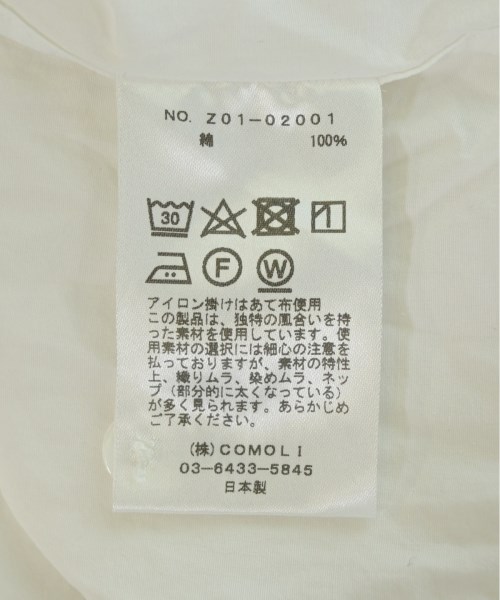 NO. Z01-02001
綿 100%
30
F W
アイロン掛けはあて布使用
この製品は、独特の風合いを持
った素材を使用しています。使
用素材の選択には細心の注意を
払っておりますが、素材の特性
上、織りムラ、染めムラ、ネッ
プ（部分的に太くなっている）
が多く見られます。あらかじめ
ご了承ください。
(株)COMOLI
03-6433-5845
日本製